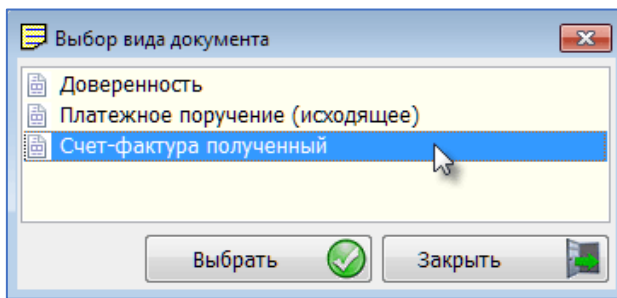 Выбор вида документа
Доверенность
Платежное поручение (исходящее)
Счет-фактура полученный
Выбрать
Закрыть